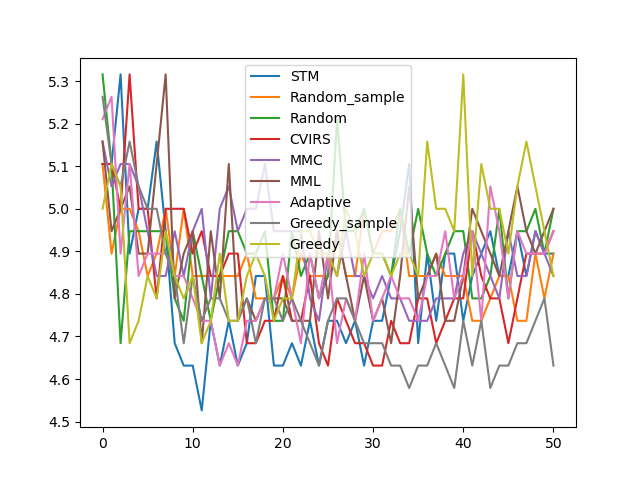 5.3
5.2
5.1
5.0
4.9
4.8
4.7
4.6
4.5
STM
Random_sample
Random
CVIRS
MMC
MML
Adaptive
Greedy_sample
Greedy
0 10 20 30 40 50